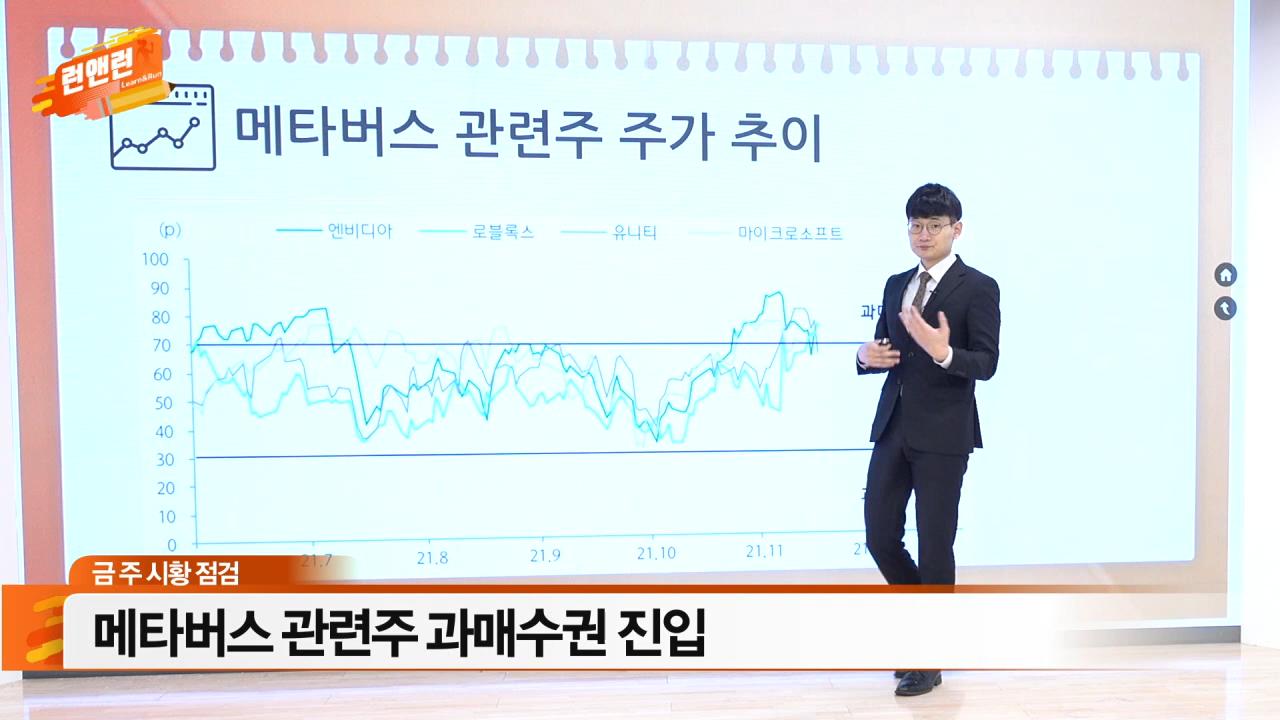 런앤런
Learn&Run
메타버스 관련주 주가 추이
(p) 엔비디아 로블록스 유니티 마이크로소프트
100
90
80
70
60
50
40
30
20
10
0
21.7 21.8 21.9 21.10 21.11
금주 시황 점검
메타버스 관련주 과매수권 진입